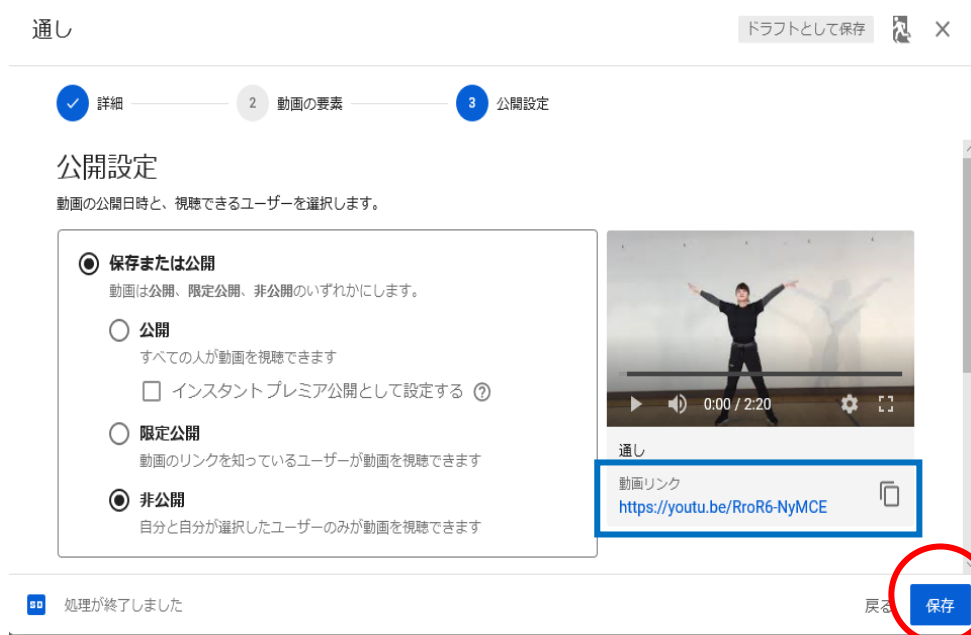 通し
ドラフトとして保存
詳細
2 動画の要素
3 公開設定
公開設定
動画の公開日時と、視聴できるユーザーを選択します。
保存または公開
動画は公開、限定公開、非公開のいずれかにします。
公開
すべての人が動画を視聴できます
インスタント プレミア公開として設定する ?
限定公開
動画のリンクを知っているユーザーが動画を視聴できます
非公開
自分と自分が選択したユーザーのみが動画を視聴できます
0:00 / 2:20
通し
動画リンク
https://youtu.be/RroR6-NyMCE
SD 処理が終了しました
戻る
保存